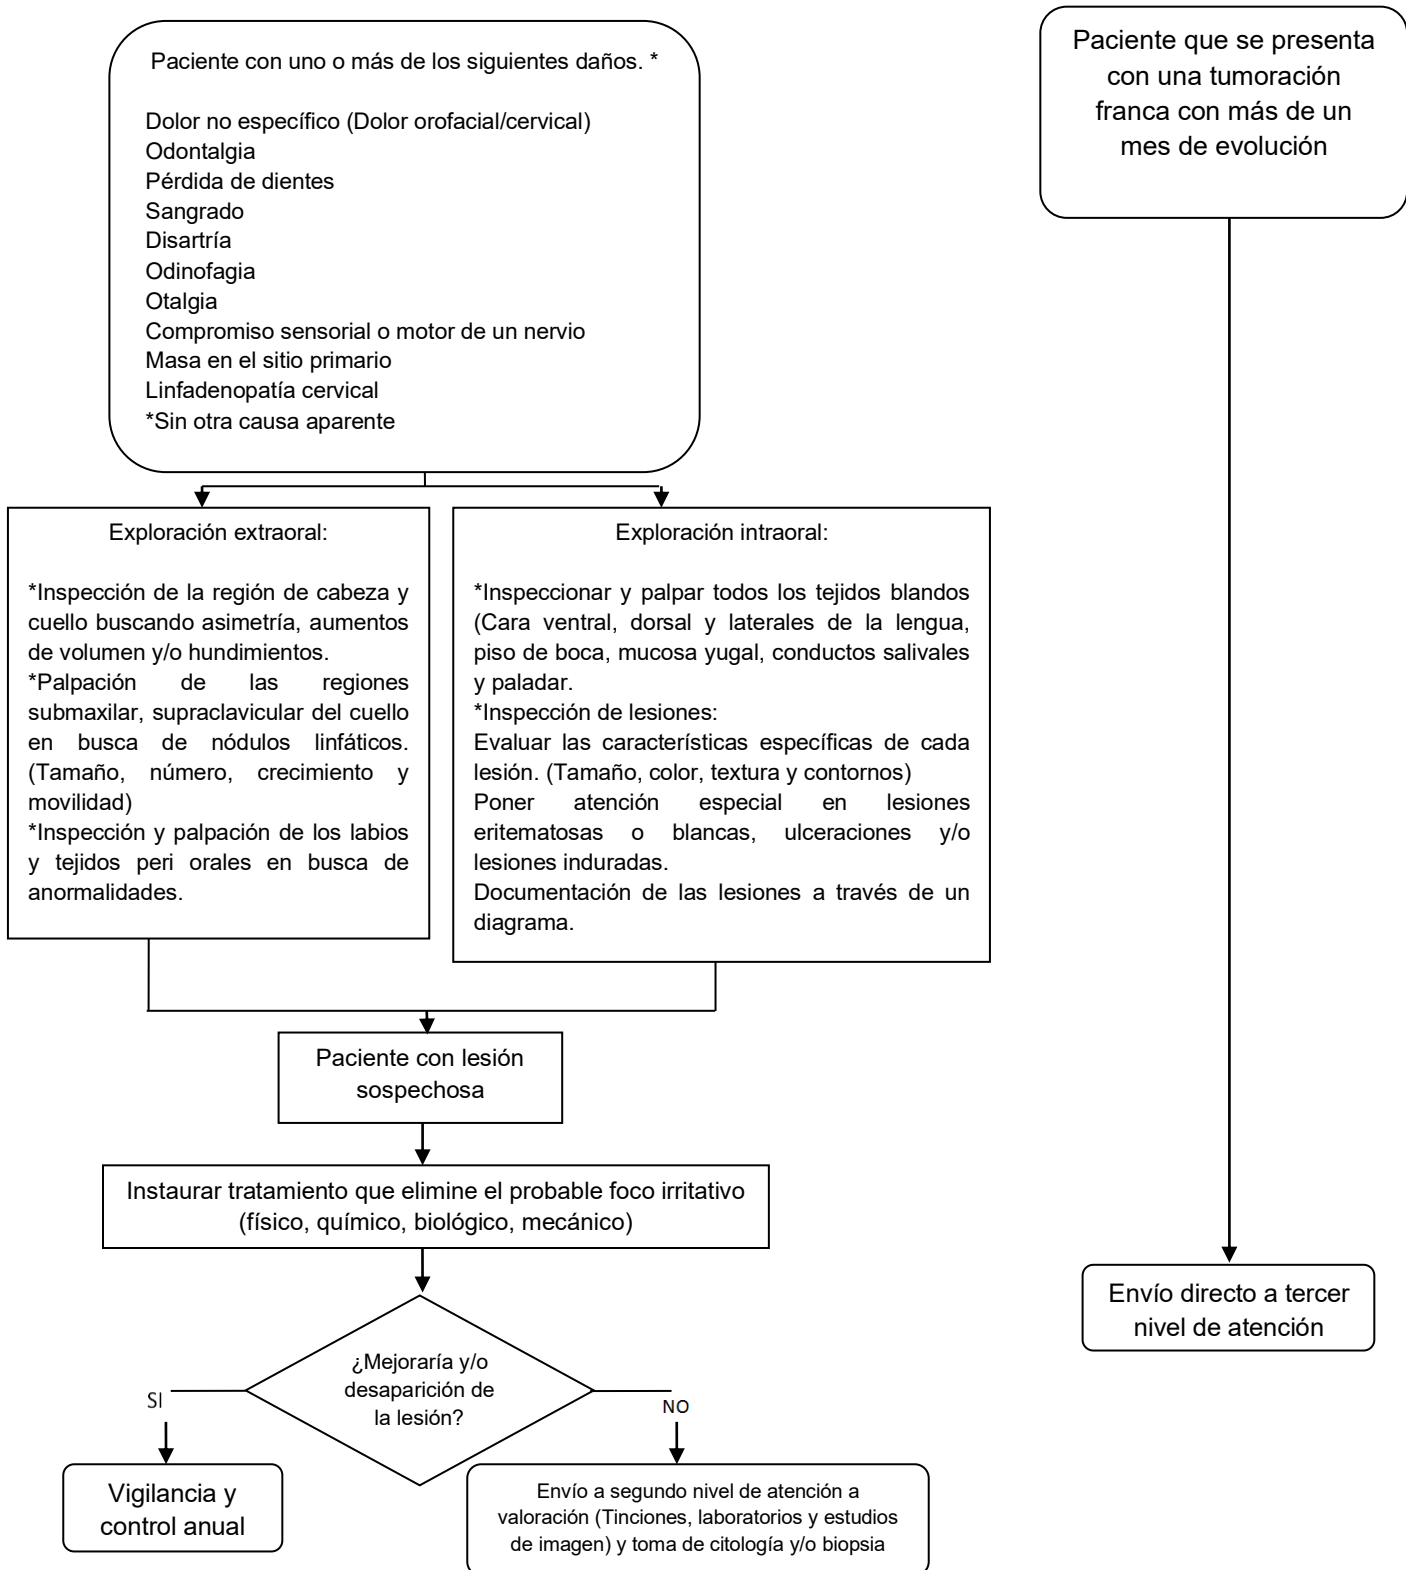 Paciente con uno o más de los siguientes daños. *
Dolor no específico (Dolor orofacial/cervical)
Odontalgia
Pérdida de dientes
Sangrado
Disartría
Odinofagia
Otalgia
Compromiso sensorial o motor de un nervio
Masa en el sitio primario
Linfadenopatía cervical
*Sin otra causa aparente
Paciente que se presenta
con una tumoración
franca con más de un
mes de evolución
Exploración extraoral:
*Inspección de la región de cabeza y
cuello buscando asimetría, aumentos
de volumen y/o hundimientos.
*Palpación de las regiones
submaxilar, supraclavicular del cuello
en busca de nódulos linfáticos.
(Tamaño, número, crecimiento y
movilidad)
*Inspección y palpación de los labios
y tejidos peri orales en busca de
anormalidades.
Exploración intraoral:
*Inspeccionar y palpar todos los tejidos blandos
(Cara ventral, dorsal y laterales de la lengua,
piso de boca, mucosa yugal, conductos salivales
y paladar.
*Inspección de lesiones:
Evaluar las características específicas de cada
lesión. (Tamaño, color, textura y contornos)
Poner atención especial en lesiones
eritematosas o blancas, ulceraciones y/o
lesiones induradas.
Documentación de las lesiones a través de un
diagrama.
Paciente con lesión
sospechosa
Instaurar tratamiento que elimine el probable foco irritativo
(físico, químico, biológico, mecánico)
¿Mejoraría y/o
desaparición de
la lesión?
SI
NO
Vigilancia y
control anual
Envío a segundo nivel de atención a
valoración (Tinciones, laboratorios y estudios
de imagen) y toma de citología y/o biopsia
Envío directo a tercer
nivel de atención